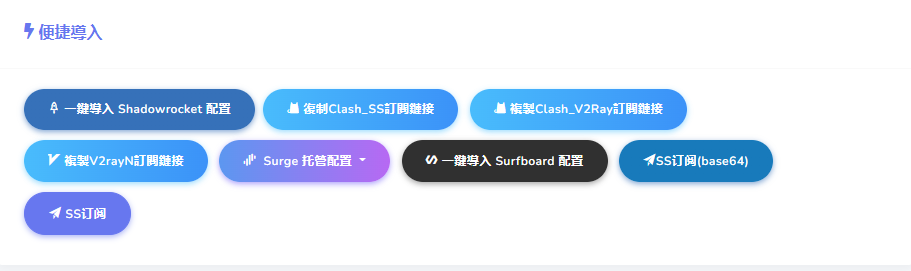 便捷導入
一鍵導入 Shadowrocket 配置
複制Clash_SS訂閱鏈接
複製Clash_V2Ray訂閱鏈接
複製V2rayN訂閱鏈接
Surge 托管配置
一鍵導入 Surfboard 配置
SS订阅(base64)
SS订阅